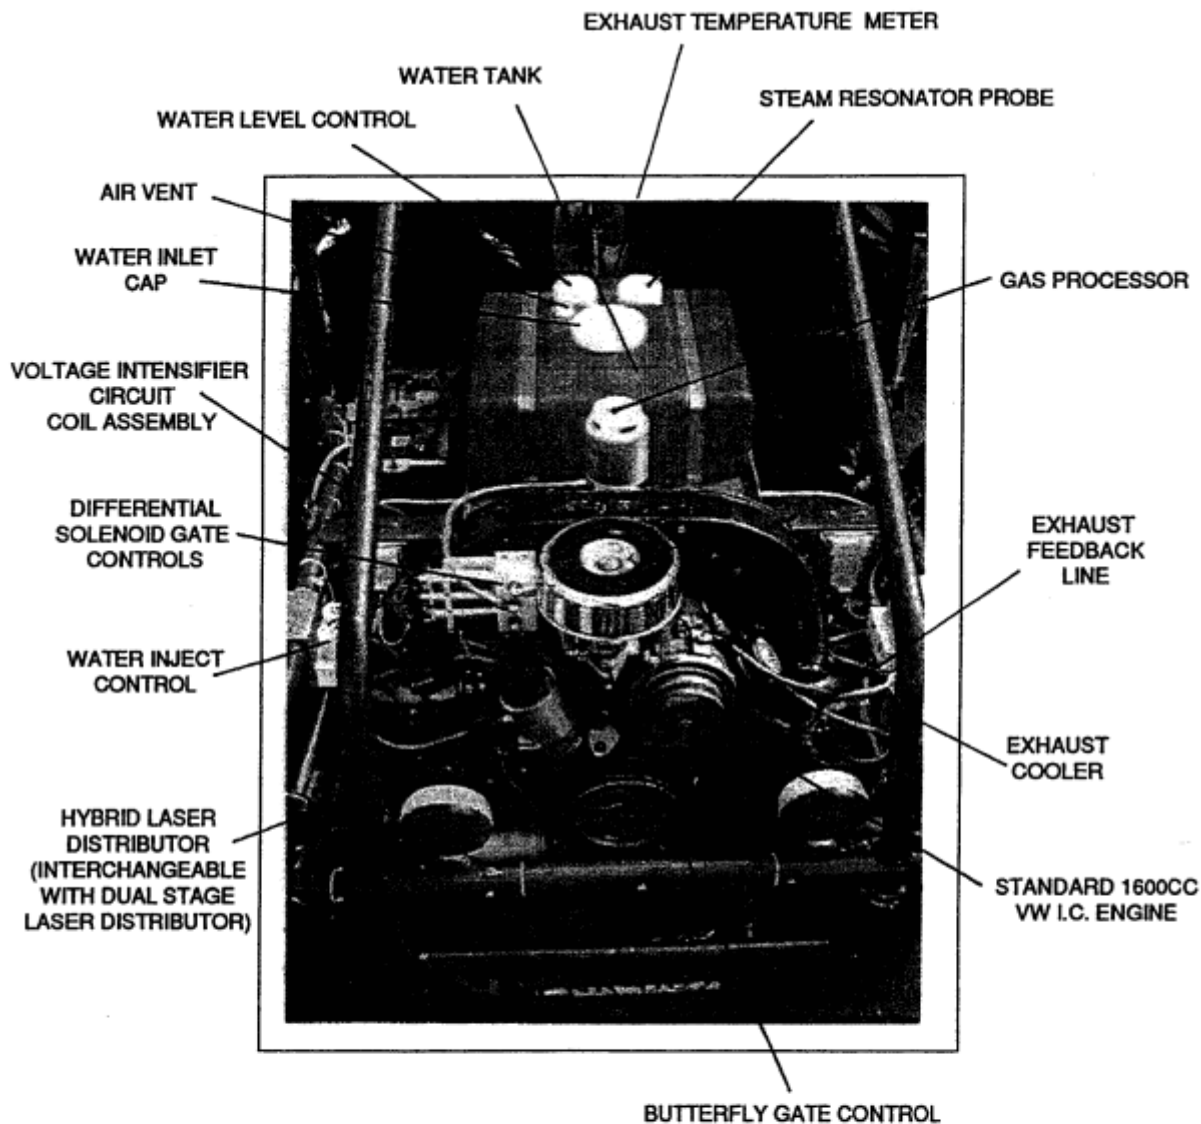 EXHAUST TEMPERATURE METER
WATER TANK
STEAM RESONATOR PROBE
WATER LEVEL CONTROL
AIR VENT
WATER INLET
CAP
GAS PROCESSOR
VOLTAGE INTENSIFIER
CIRCUIT
COIL ASSEMBLY
DIFFERENTIAL
SOLENOID GATE
CONTROLS
EXHAUST
FEEDBACK
LINE
WATER INJECT
CONTROL
EXHAUST
COOLER
HYBRID LASER
DISTRIBUTOR
(INTERCHANGEABLE
WITH DUAL STAGE
LASER DISTRIBUTOR)
STANDARD 1600CC
VW I.C. ENGINE
BUTTERFLY GATE CONTROL